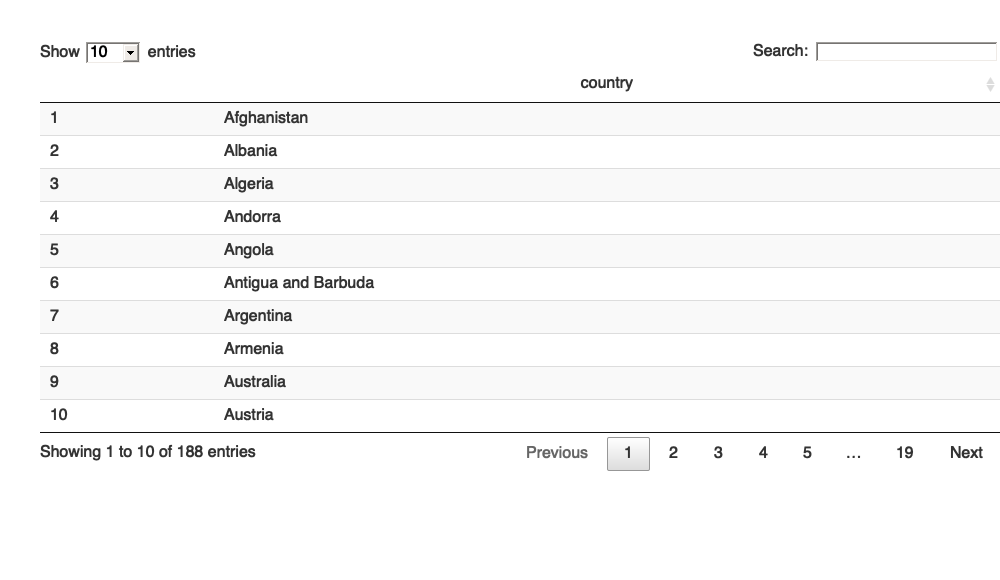 Show 10 entries Search:
country
1 Afghanistan
2 Albania
3 Algeria
4 Andorra
5 Angola
6 Antigua and Barbuda
7 Argentina
8 Armenia
9 Australia
10 Austria
Showing 1 to 10 of 188 entries Previous 1 2 3 4 5 … 19 Next